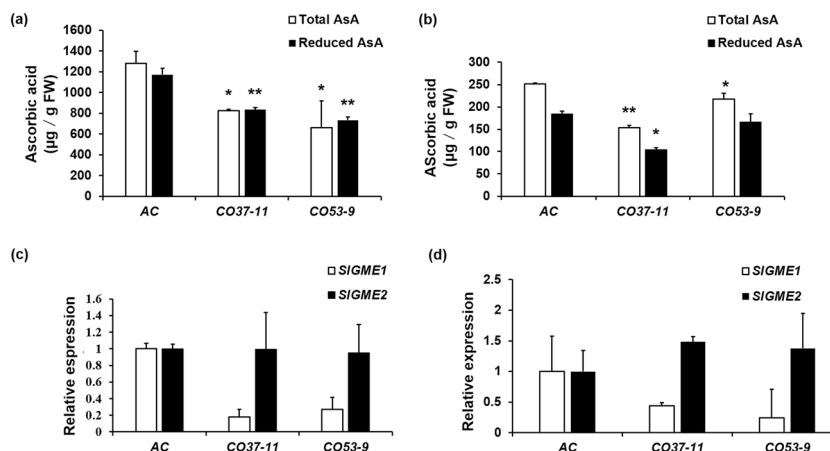 (a)
Total AsA
Reduced AsA
Ascorbic acid
(µg / g FW)
1600
1400
1200
1000
800
600
400
200
0
*
**
*
**
AC
CO37-11
CO53-9
(b)
Total AsA
Reduced AsA
AScorbic acid
(µg / g FW)
300
250
200
150
100
50
0
**
*
*
AC
CO37-11
CO53-9
(c)
SlGME1
SlGME2
Relative espression
1.6
1.4
1.2
1
0.8
0.6
0.4
0.2
0
AC
CO37-11
CO53-9
(d)
SlGME1
SlGME2
Relative expression
2.5
2
1.5
1
0.5
0
AC
CO37-11
CO53-9